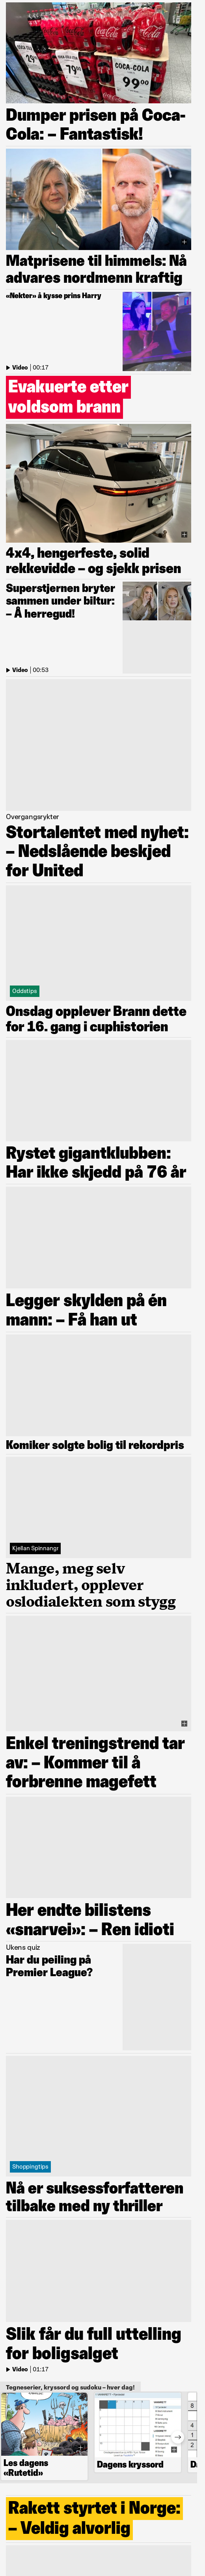 79.00
99⁰⁰
Coca-Cola
Dumper prisen på Coca-
Cola: – Fantastisk!
Matprisene til himmels: Nå
advares nordmenn kraftig
«Nekter» å kysse prins Harry
Video | 00:17
Evakuerte etter
voldsom brann
4x4, hengerfeste, solid
rekkevidde – og sjekk prisen
Superstjernen bryter
sammen under biltur:
– Å herregud!
Video | 00:53
Overgangsrykter
Stortalentet med nyhet:
– Nedslående beskjed
for United
Oddstips
Onsdag opplever Brann dette
for 16. gang i cuphistorien
Rystet gigantklubben:
Har ikke skjedd på 76 år
Legger skylden på én
mann: – Få han ut
Komiker solgte bolig til rekordpris
Kjellan Spinnangr
Mange, meg selv
inkludert, opplever
oslodialekten som stygg
Enkel treningstrend tar
av: – Kommer til å
forbrenne magefett
Her endte bilistens
«snarvei»: – Ren idioti
Ukens quiz
Har du peiling på
Premier League?
Shoppingtips
Nå er suksessforfatteren
tilbake med ny thriller
Slik får du full uttelling
for boligsalget
Video | 01:17
Tegneserier, kryssord og sudoku – hver dag!
Les dagens
«Rutetid»
Dagens kryssord
8
4
1
2
Rakett styrtet i Norge:
– Veldig alvorlig